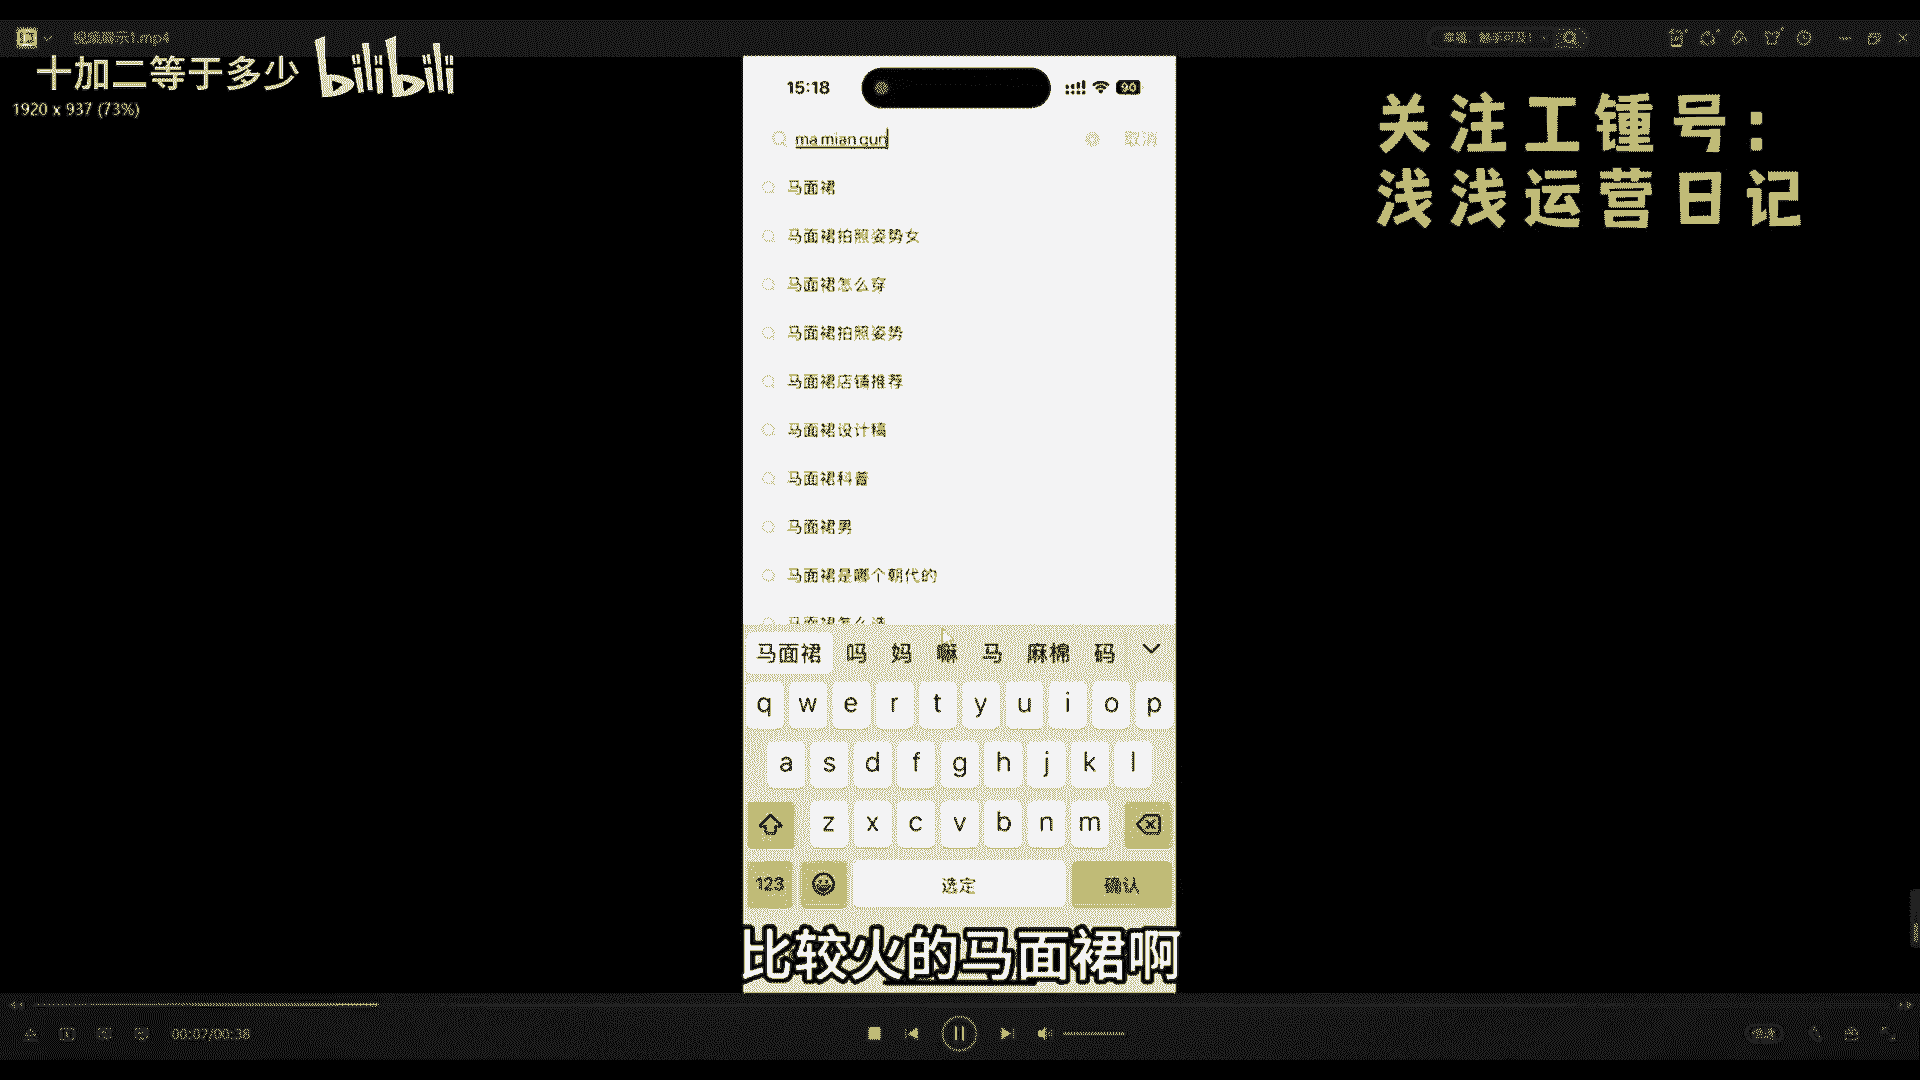 视频展示1.mp4
十加二等于多少 bilibili
1920 x 937 (73%)
关注工锺号：
浅浅运营日记
15:18
90
ma mian qun
取消
马面裙
马面裙拍照姿势女
马面裙怎么穿
马面裙拍照姿势
马面裙店铺推荐
马面裙设计稿
马面裙科普
马面裙男
马面裙是哪个朝代的
马面裙怎么选
马面裙 吗 妈 嘛 马 麻棉 码
q w e r t y u i o p
a s d f g h j k l
z x c v b n m
123 选定 确认
比较火的马面裙啊
00:07/00:38